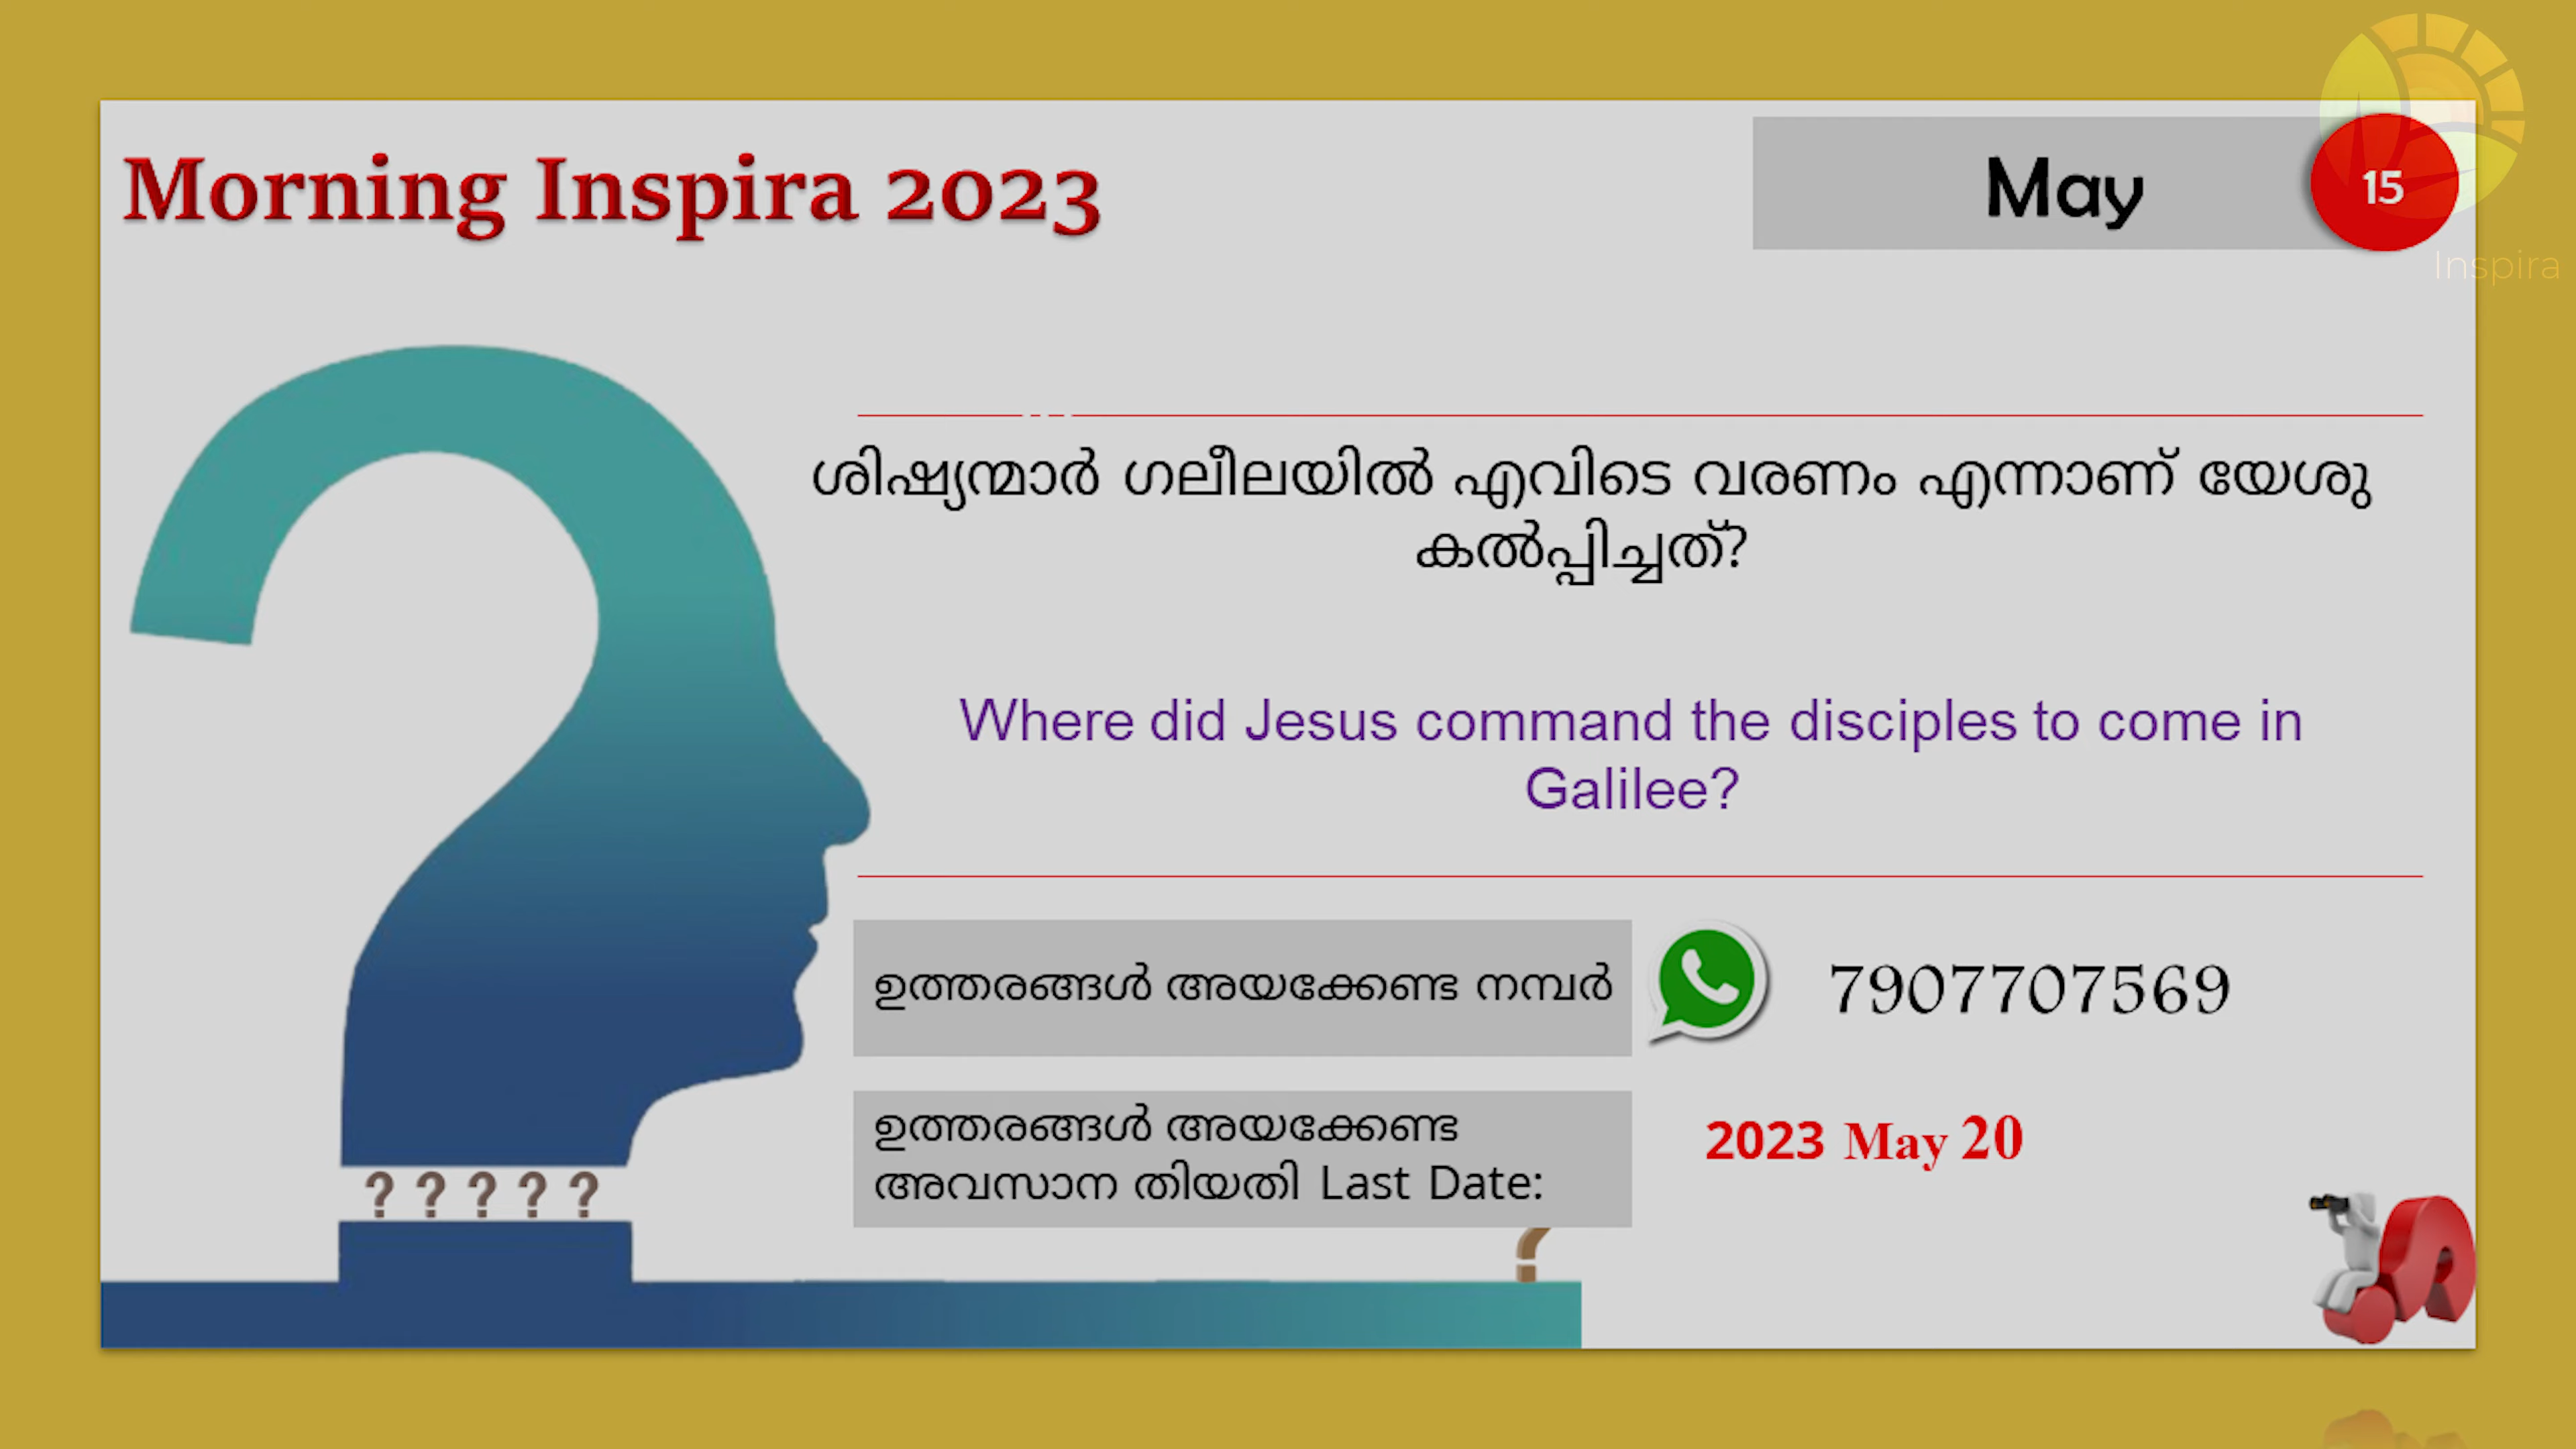 Morning Inspira 2023
May
15
Inspira
ശിഷ്യന്മാർ ഗലീലയിൽ എവിടെ വരണം എന്നാണ് യേശു
കൽപ്പിച്ചത്?
Where did Jesus command the disciples to come in
Galilee?
ഉത്തരങ്ങൾ അയക്കേണ്ട നമ്പർ
7907707569
ഉത്തരങ്ങൾ അയക്കേണ്ട
അവസാന തിയതി Last Date:
2023 May 20
? ? ? ? ?
?